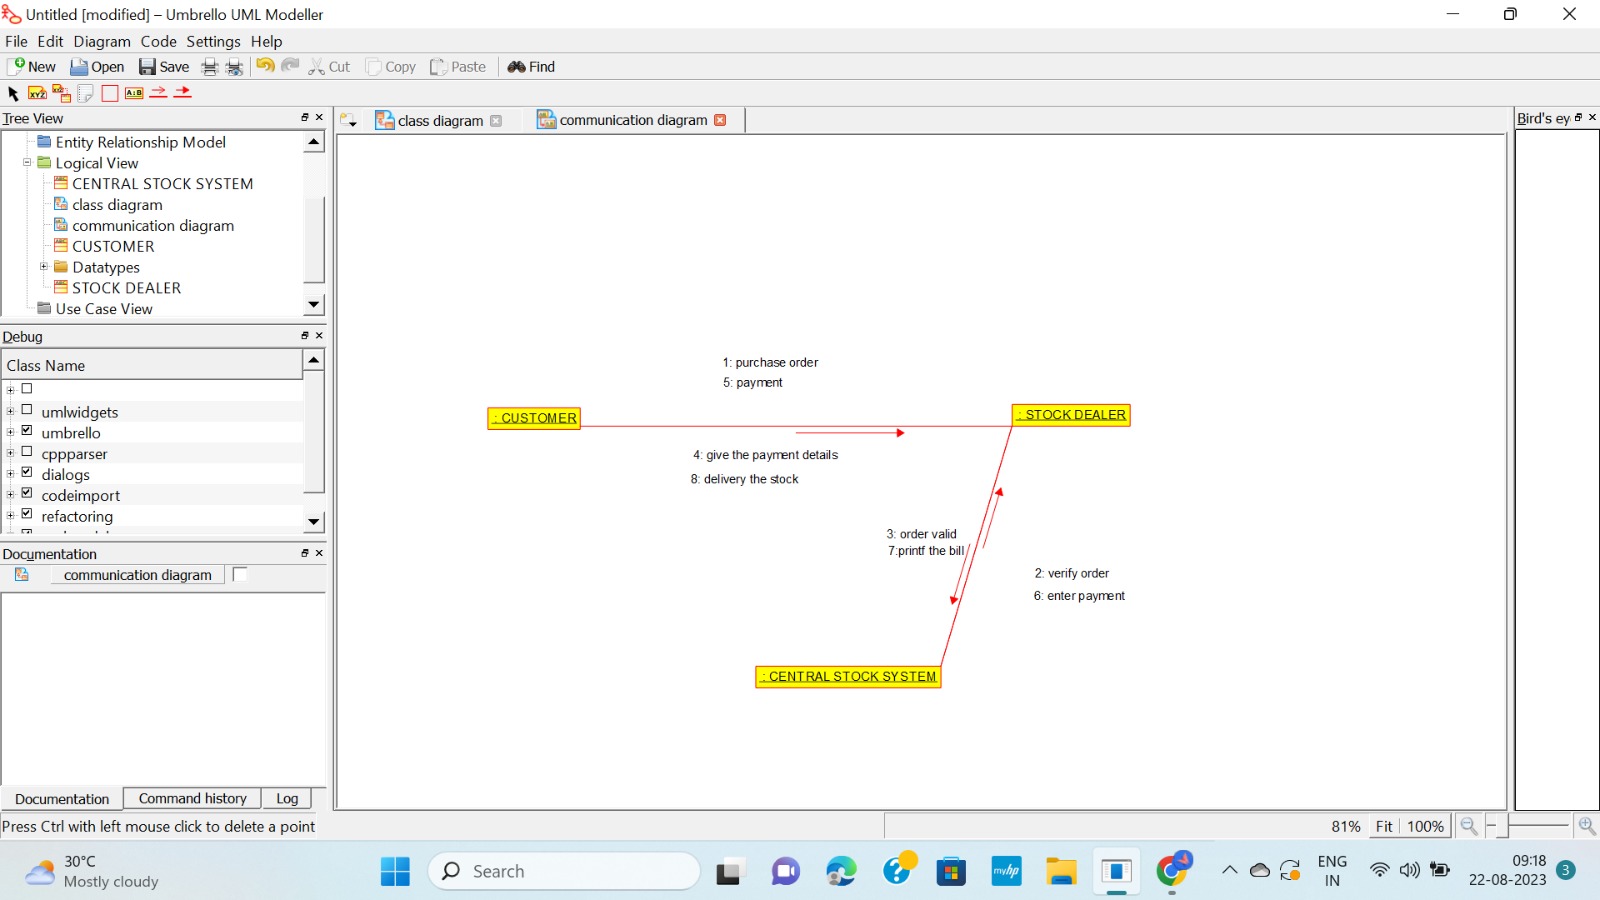 Untitled [modified] – Umbrello UML Modeller
File Edit Diagram Code Settings Help
New Open Save Cut Copy Paste Find
XYZ XYZ A:B
Tree View
class diagram
communication diagram
Bird's ey
Entity Relationship Model
Logical View
CENTRAL STOCK SYSTEM
class diagram
communication diagram
CUSTOMER
Datatypes
STOCK DEALER
Use Case View
Debug
Class Name
umlwidgets
umbrello
cppparser
dialogs
codeimport
refactoring
Documentation
communication diagram
1: purchase order
5: payment
: CUSTOMER
: STOCK DEALER
4: give the payment details
8: delivery the stock
3: order valid
7:printf the bill
2: verify order
6: enter payment
: CENTRAL STOCK SYSTEM
Documentation Command history Log
Press Ctrl with left mouse click to delete a point
81% Fit 100%
30°C
Mostly cloudy
Search
myhp
ENG
IN
09:18
22-08-2023
3